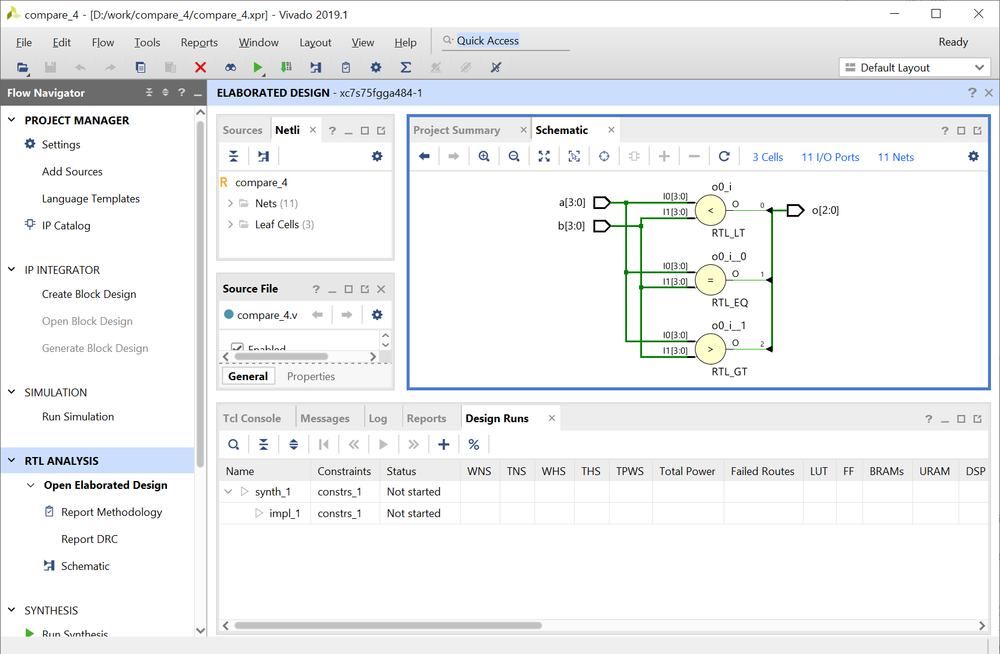 compare_4 - [D:/work/compare_4/compare_4.xpr] - Vivado 2019.1
File Edit Flow Tools Reports Window Layout View Help Quick Access Ready
Default Layout
Flow Navigator
ELABORATED DESIGN - xc7s75fgga484-1
PROJECT MANAGER
Settings
Add Sources
Language Templates
IP Catalog
IP INTEGRATOR
Create Block Design
Open Block Design
Generate Block Design
SIMULATION
Run Simulation
RTL ANALYSIS
Open Elaborated Design
Report Methodology
Report DRC
Schematic
SYNTHESIS
Run Synthesis
Sources Netli
R compare_4
Nets (11)
Leaf Cells (3)
Source File
compare_4.v
Enabled
General Properties
Project Summary Schematic
3 Cells 11 I/O Ports 11 Nets
o0_i
a[3:0] I0[3:0] O 0 o[2:0]
b[3:0] I1[3:0] <
RTL_LT
o0_i__0
I0[3:0] O 1
I1[3:0] =
RTL_EQ
o0_i__1
I0[3:0] O 2
I1[3:0] >
RTL_GT
Tcl Console Messages Log Reports Design Runs
Name Constraints Status WNS TNS WHS THS TPWS Total Power Failed Routes LUT FF BRAMs URAM DSP
synth_1 constrs_1 Not started
impl_1 constrs_1 Not started